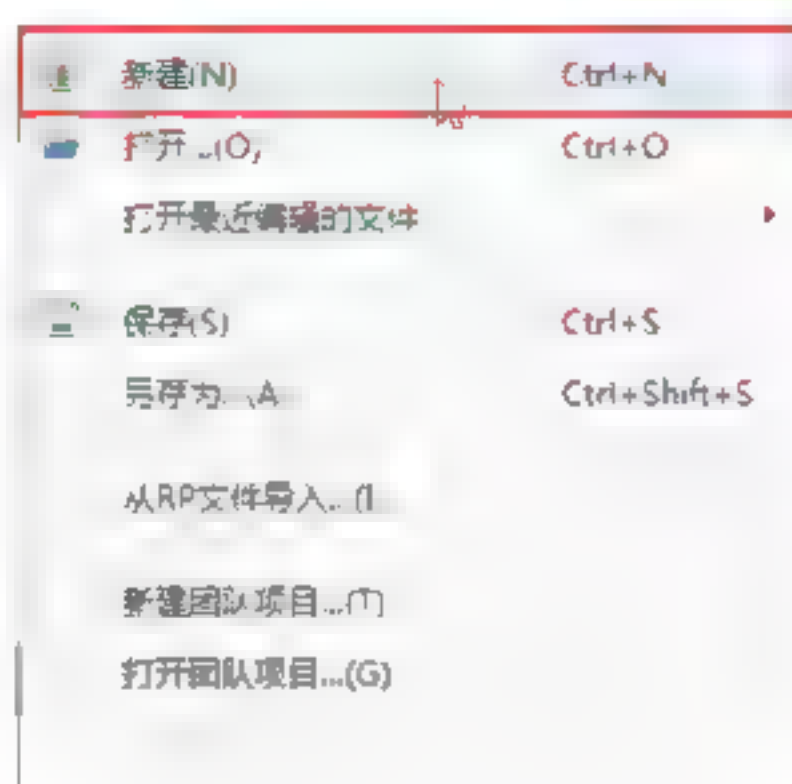 新建(N) Ctrl+N
打开...(O) Ctrl+O
打开最近编辑的文件
保存(S) Ctrl+S
另存为...(A Ctrl+Shift+S
从RP文件导入...(I
新建团队项目...(T)
打开团队项目...(G)